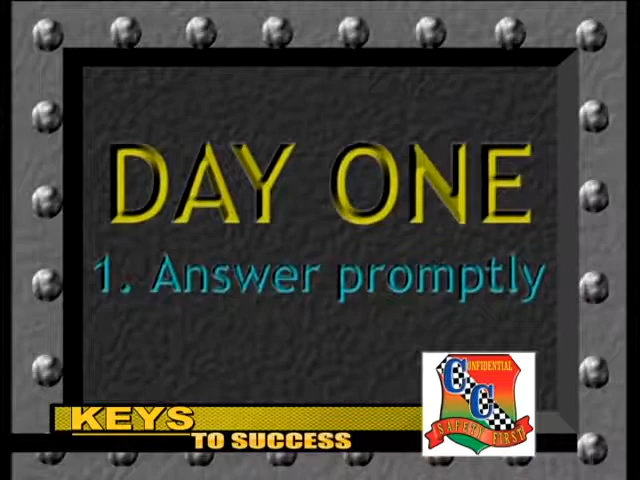 DAY ONE
1. Answer promptly
KEYS
TO SUCCESS
CONFIDENTIAL
C
SAFETY FIRST